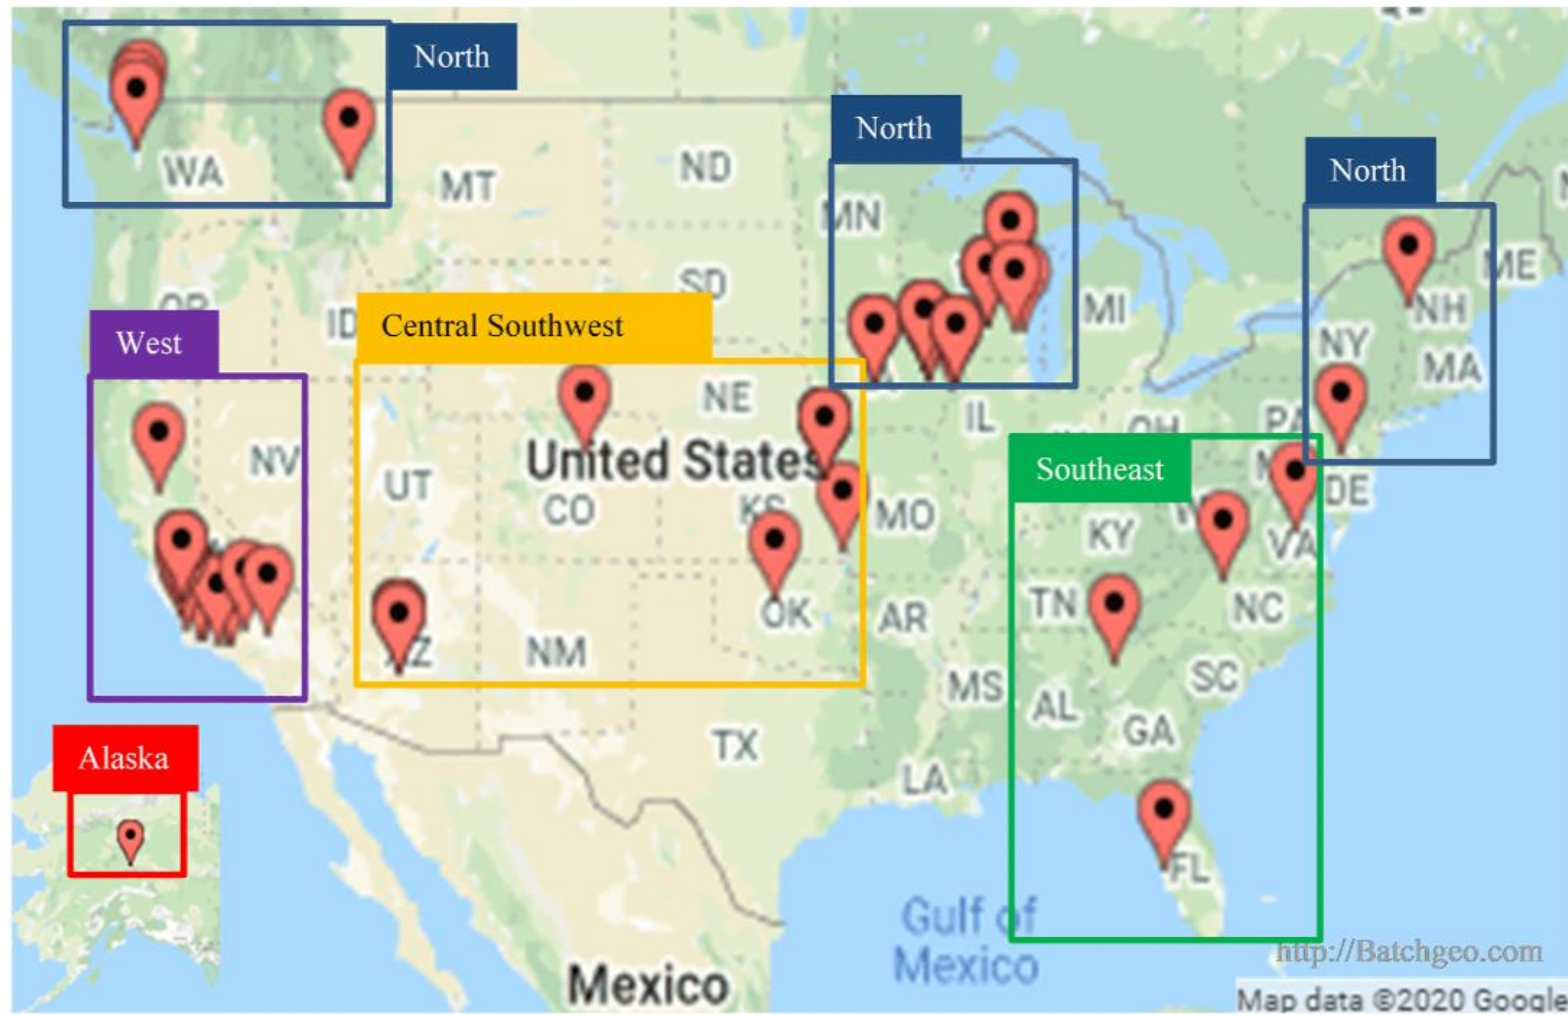 North
North
North
WA
MT
ND
MN
ME
SD
MI
NH
NY
MA
ID
West
Central Southwest
NE
IL
OH
PA
NV
United States
Southeast
UT
CO
KS
MO
KY
DE
VA
OK
AR
TN
NC
NM
MS
AL
SC
GA
TX
LA
Alaska
FL
Gulf of
Mexico
http://Batchgeo.com
Mexico
Map data ©2020 Google